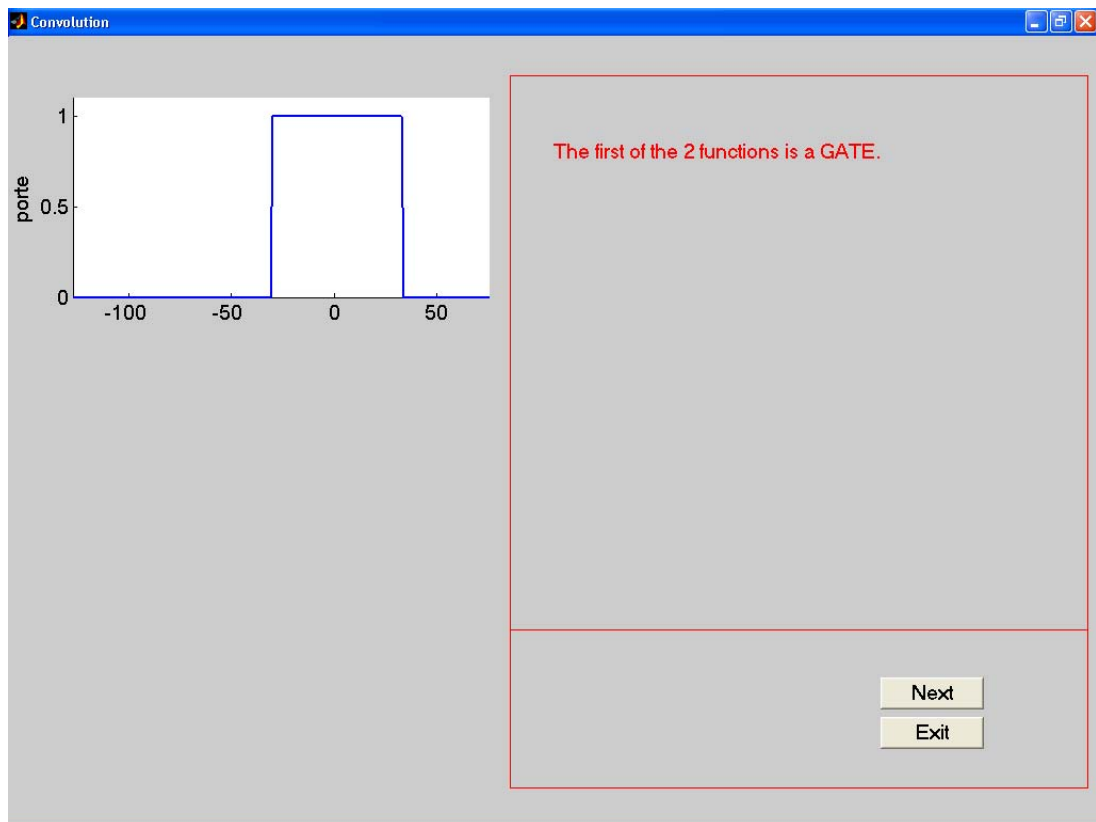 Convolution
1
0.5
0
porte
-100 -50 0 50
The first of the 2 functions is a GATE.
Next
Exit